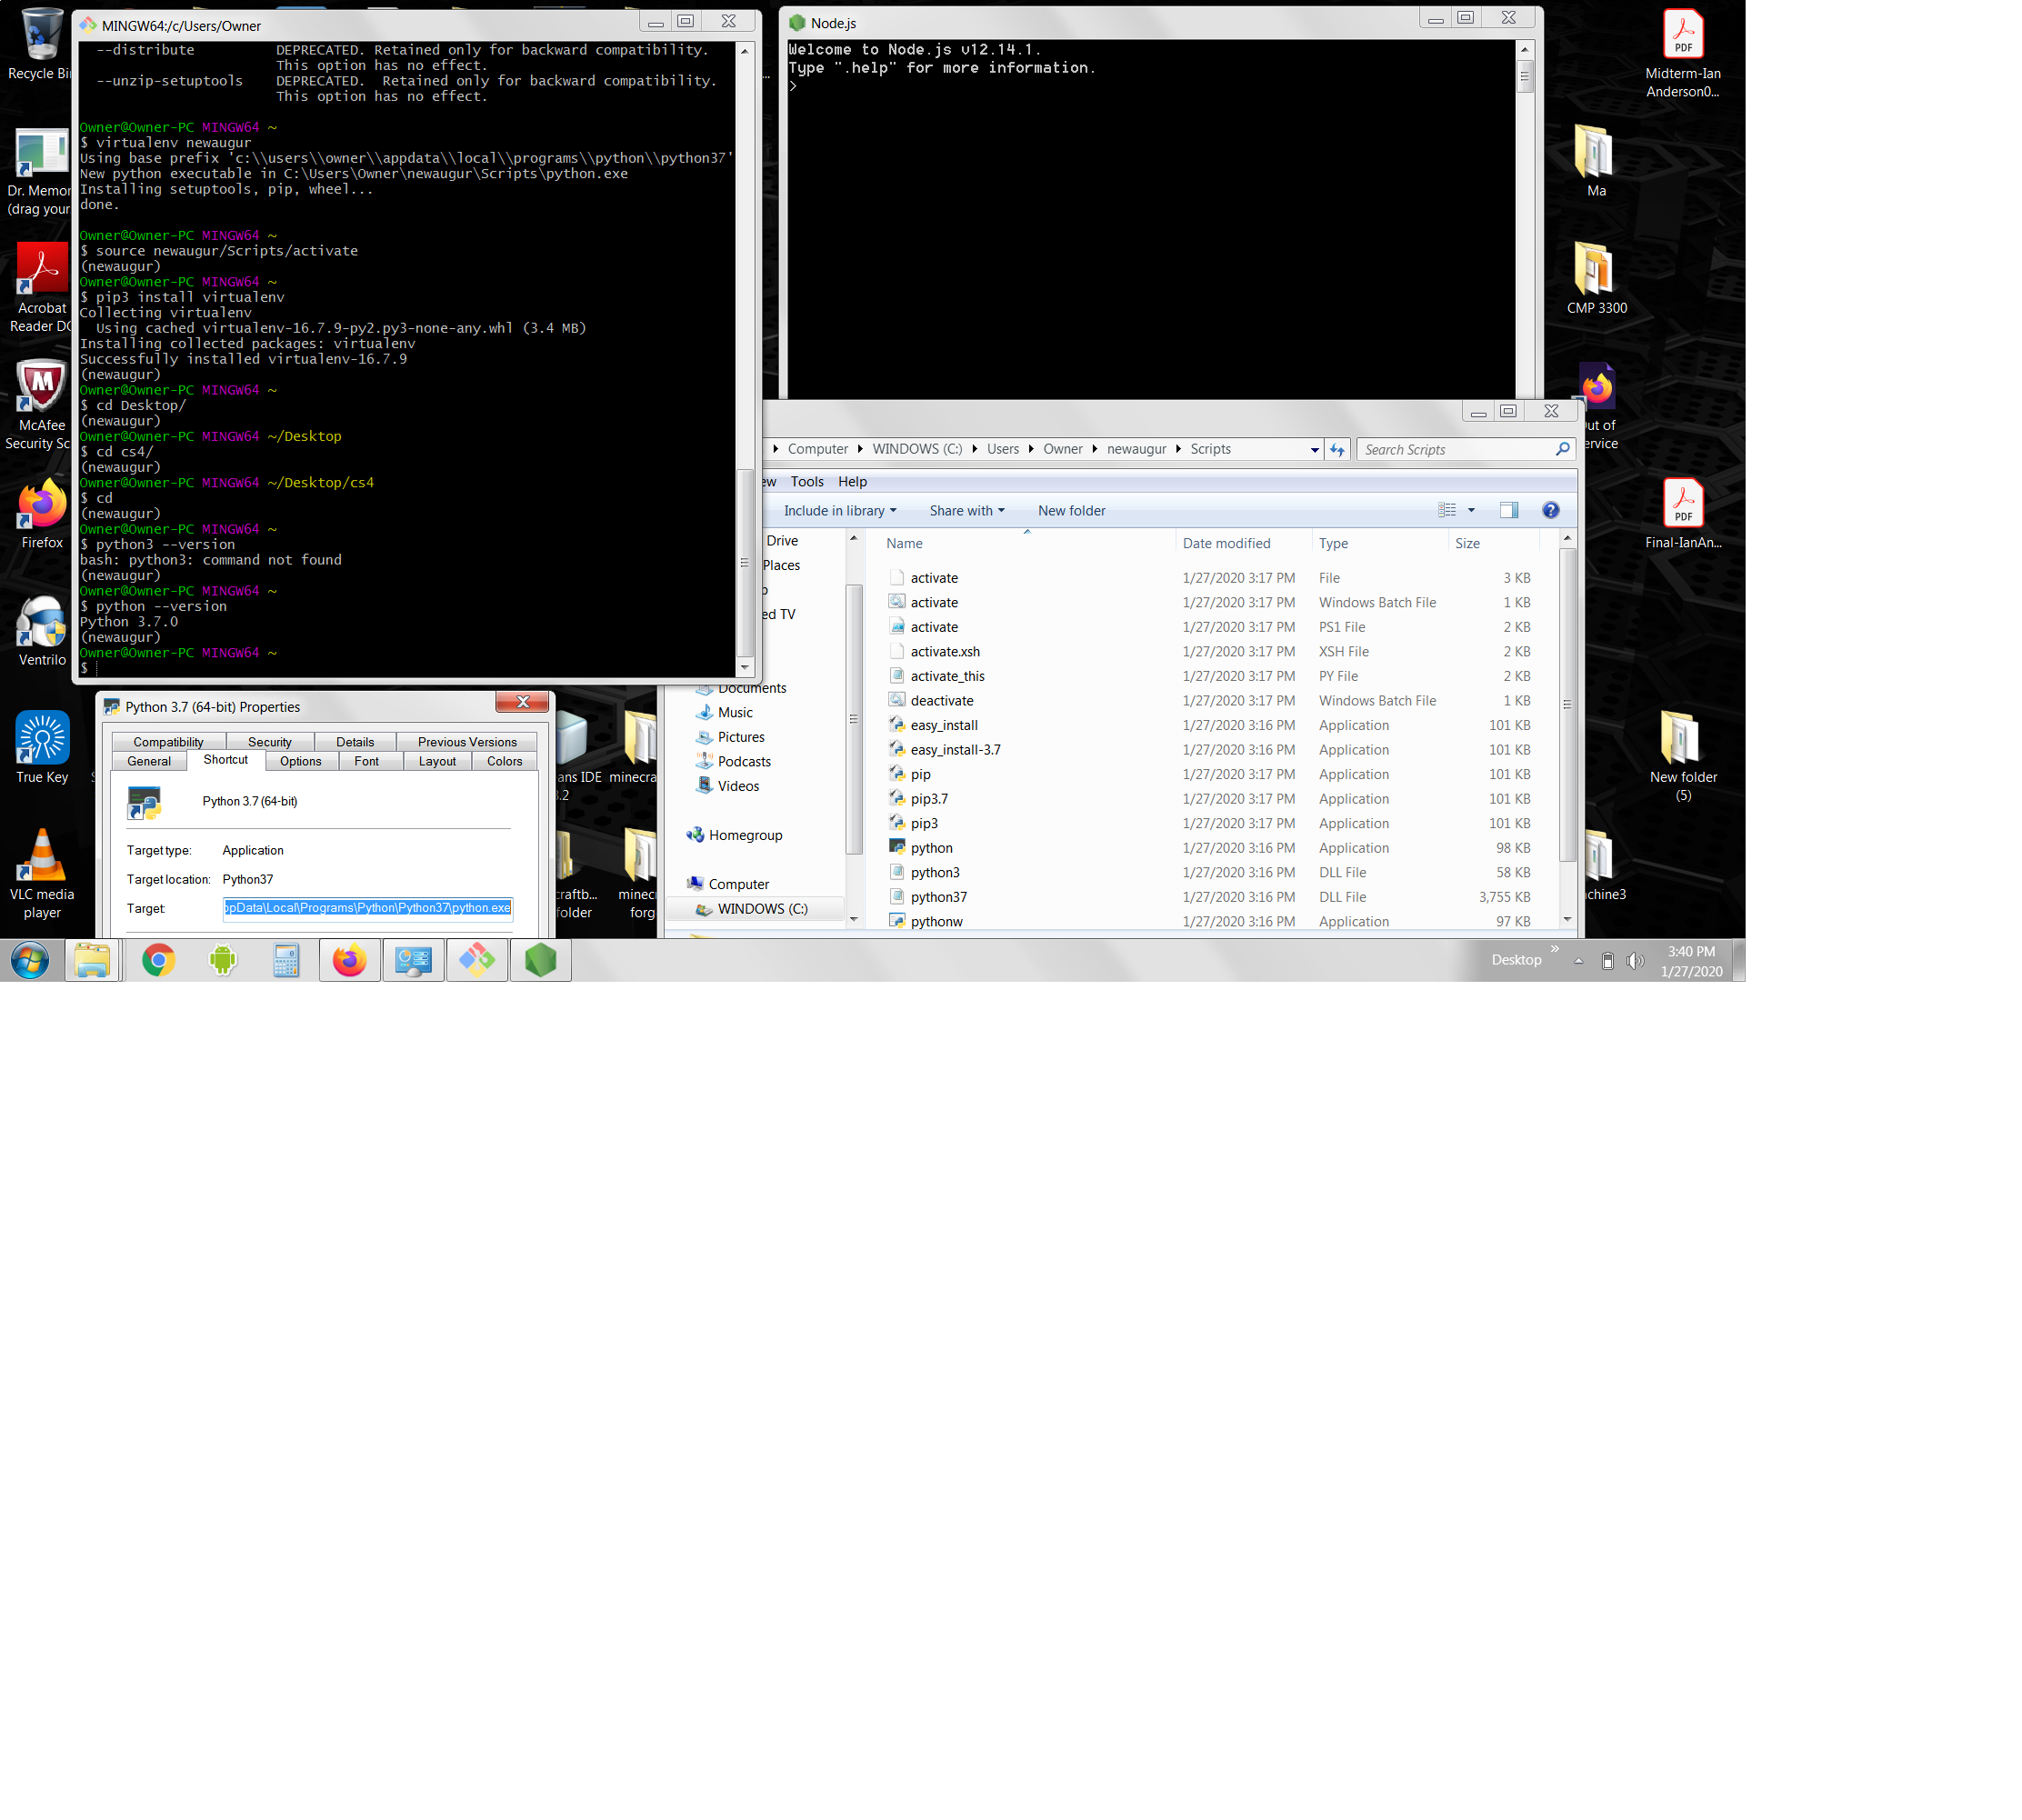 MINGW64:/c/Users/Owner
--distribute DEPRECATED. Retained only for backward compatibility.
This option has no effect.
--unzip-setuptools DEPRECATED.  Retained only for backward compatibility.
This option has no effect.
Owner@Owner-PC MINGW64 ~
$ virtualenv newaugur
Using base prefix 'c:\\users\\owner\\appdata\\local\\programs\\python\\python37'
New python executable in C:\Users\Owner\newaugur\Scripts\python.exe
Installing setuptools, pip, wheel...
done.
Owner@Owner-PC MINGW64 ~
$ source newaugur/Scripts/activate
(newaugur)
Owner@Owner-PC MINGW64 ~
$ pip3 install virtualenv
Collecting virtualenv
Using cached virtualenv-16.7.9-py2.py3-none-any.whl (3.4 MB)
Installing collected packages: virtualenv
Successfully installed virtualenv-16.7.9
(newaugur)
Owner@Owner-PC MINGW64 ~
$ cd Desktop/
(newaugur)
Owner@Owner-PC MINGW64 ~/Desktop
$ cd cs4/
(newaugur)
Owner@Owner-PC MINGW64 ~/Desktop/cs4
$ cd
(newaugur)
Owner@Owner-PC MINGW64 ~
$ python3 --version
bash: python3: command not found
(newaugur)
Owner@Owner-PC MINGW64 ~
$ python --version
Python 3.7.0
(newaugur)
Owner@Owner-PC MINGW64 ~
$
Node.js
Welcome to Node.js v12.14.1.
Type ".help" for more information.
>
Computer WINDOWS (C:) Users Owner newaugur Scripts
Search Scripts
ew Tools Help
Include in library Share with New folder
Drive
Places
p
ed TV
Documents
Music
Pictures
Podcasts
Videos
Homegroup
Computer
WINDOWS (C:)
Name Date modified Type Size
activate 1/27/2020 3:17 PM File 3 KB
activate 1/27/2020 3:17 PM Windows Batch File 1 KB
activate 1/27/2020 3:17 PM PS1 File 2 KB
activate.xsh 1/27/2020 3:17 PM XSH File 2 KB
activate_this 1/27/2020 3:17 PM PY File 2 KB
deactivate 1/27/2020 3:17 PM Windows Batch File 1 KB
easy_install 1/27/2020 3:16 PM Application 101 KB
easy_install-3.7 1/27/2020 3:16 PM Application 101 KB
pip 1/27/2020 3:17 PM Application 101 KB
pip3.7 1/27/2020 3:17 PM Application 101 KB
pip3 1/27/2020 3:17 PM Application 101 KB
python 1/27/2020 3:16 PM Application 98 KB
python3 1/27/2020 3:16 PM DLL File 58 KB
python37 1/27/2020 3:16 PM DLL File 3,755 KB
pythonw 1/27/2020 3:16 PM Application 97 KB
Python 3.7 (64-bit) Properties
Compatibility Security Details Previous Versions
General Shortcut Options Font Layout Colors
Python 3.7 (64-bit)
Target type: Application
Target location: Python37
Target: ppData\Local\Programs\Python\Python37\python.exe
Recycle Bi
Dr. Memor
(drag your
Acrobat
Reader DC
McAfee
Security Sc
Firefox
Ventrilo
True Key
VLC media
player
ans IDE
.2
minecra
craftb...
folder
minec
forg
PDF
Midterm-Ian
Anderson0...
Ma
CMP 3300
ut of
ervice
PDF
Final-IanAn...
New folder
(5)
chine3
Desktop
3:40 PM
1/27/2020